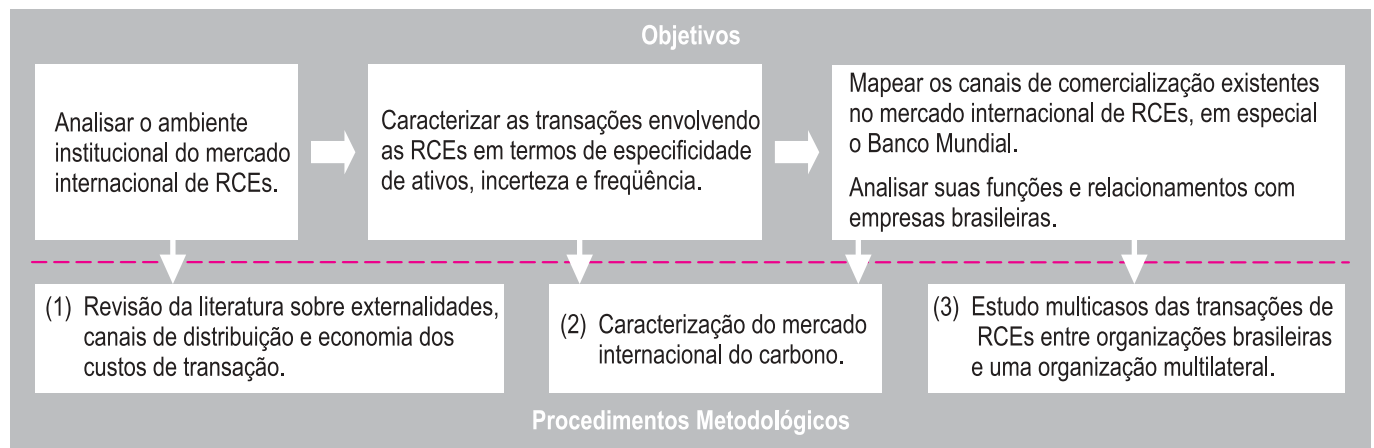 Objetivos
Analisar o ambiente
institucional do mercado
internacional de RCEs.
Caracterizar as transações envolvendo
as RCEs em termos de especificidade
de ativos, incerteza e freqüência.
Mapear os canais de comercialização existentes
no mercado internacional de RCEs, em especial
o Banco Mundial.
Analisar suas funções e relacionamentos com
empresas brasileiras.
(1) Revisão da literatura sobre externalidades,
canais de distribuição e economia dos
custos de transação.
(2) Caracterização do mercado
internacional do carbono.
(3) Estudo multicasos das transações de
RCEs entre organizações brasileiras
e uma organização multilateral.
Procedimentos Metodológicos